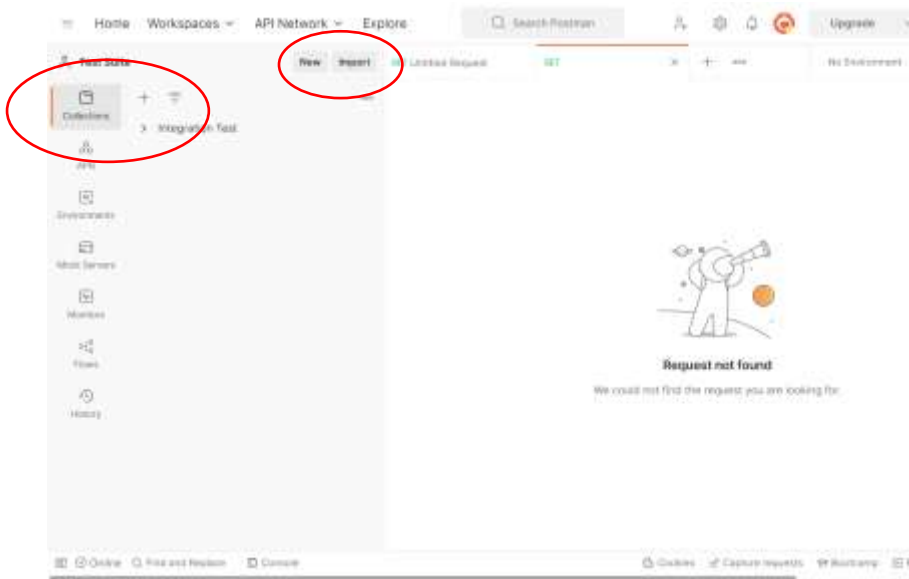 Home Workspaces API Network Explore Search Postman Upgrade
Test Suite New Import Untitled Request GET No Environment
Collections
Integration Test
APIs
Environments
Mock Servers
Monitors
Flows
History
Request not found
We could not find the request you are looking for.
Online Find and Replace Console Cookies Capture requests Bootcamp